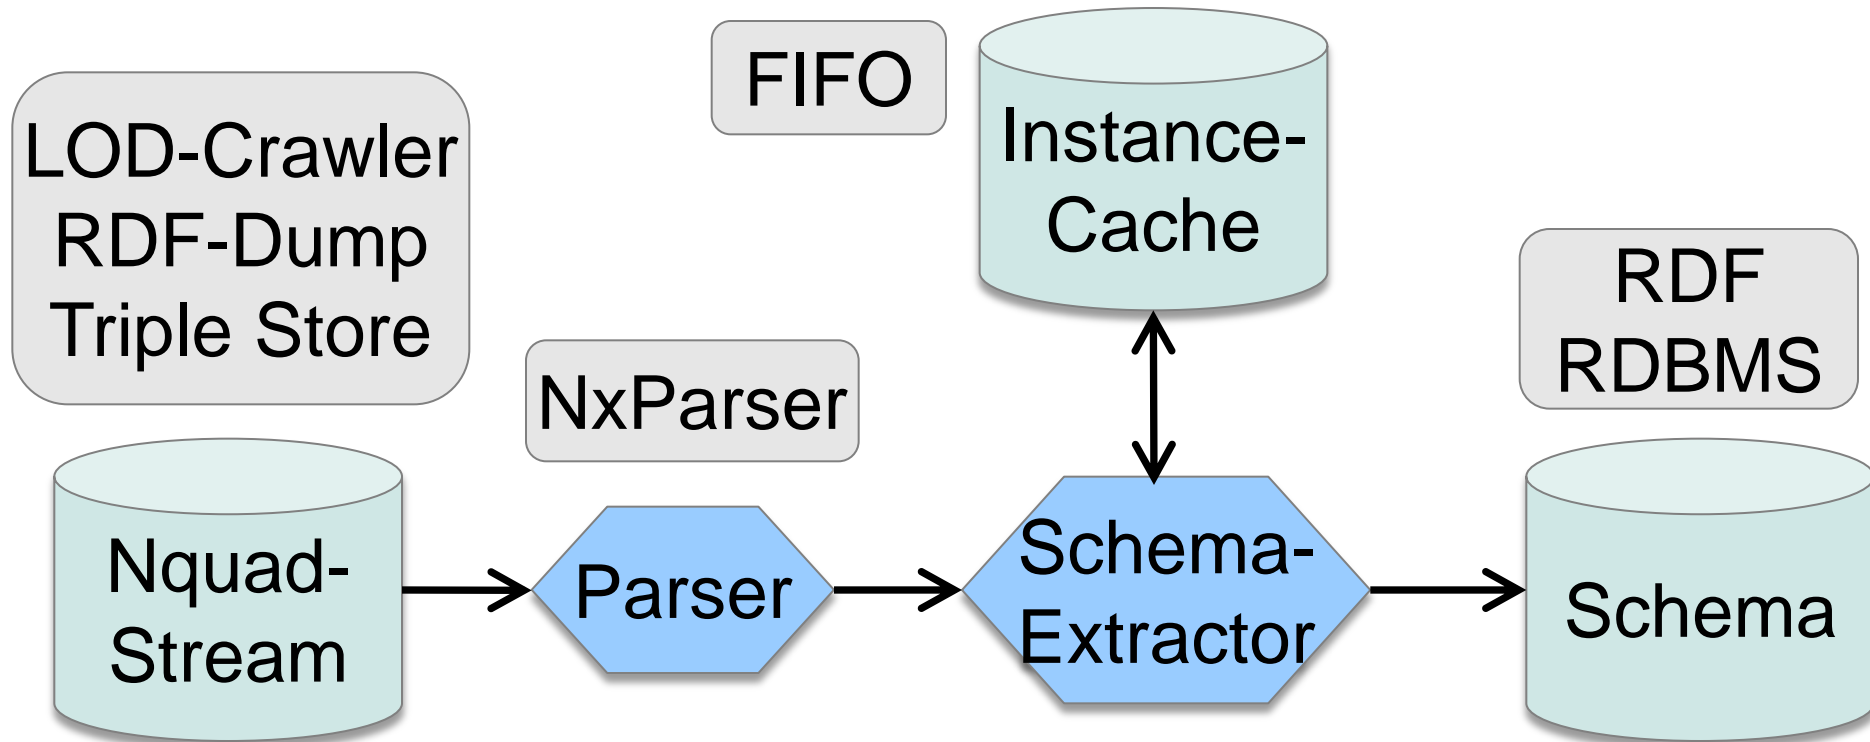 LOD-Crawler
RDF-Dump
Triple Store
FIFO
Instance-
Cache
RDF
RDBMS
NxParser
Nquad-
Stream
Parser
Schema-
Extractor
Schema